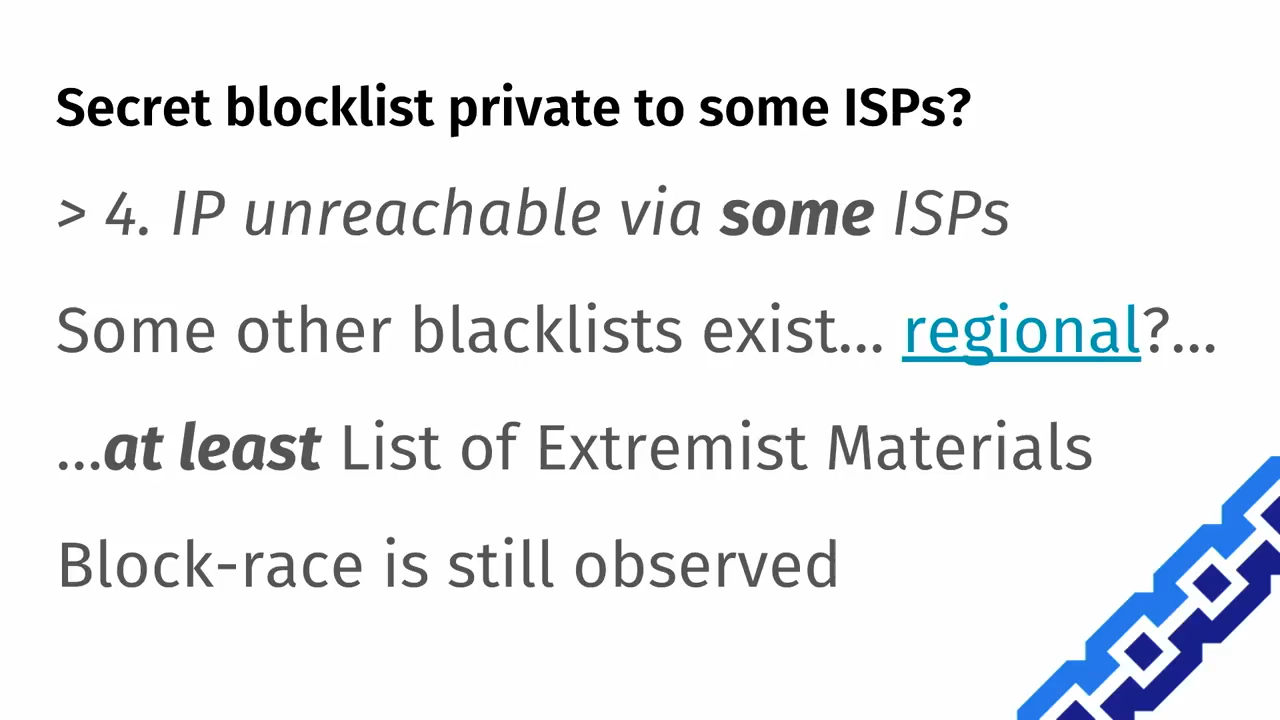 Secret blocklist private to some ISPs?
> 4. IP unreachable via some ISPs
Some other blacklists exist... regional?...
...at least List of Extremist Materials
Block-race is still observed